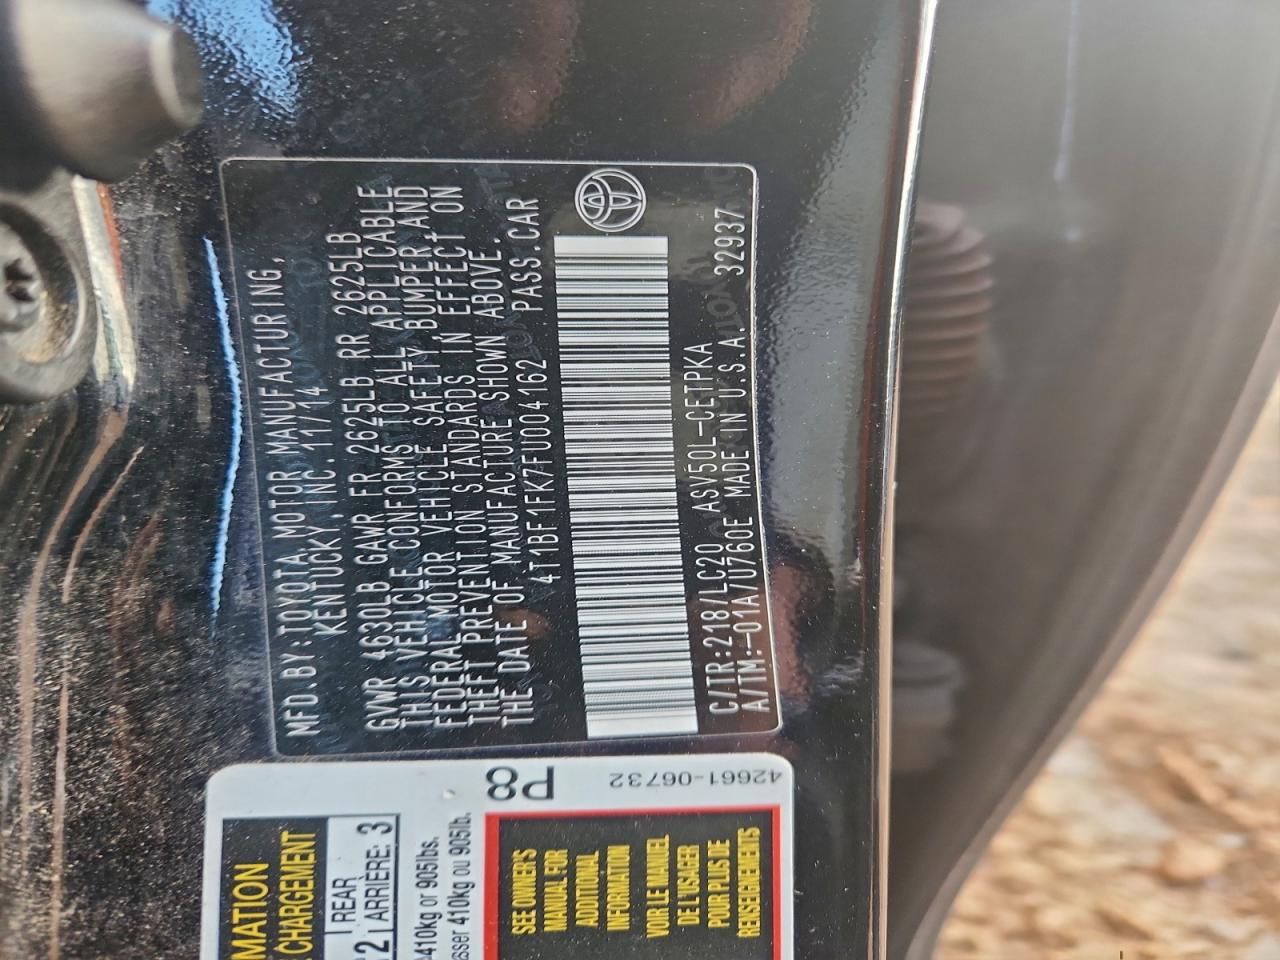 MFD.BY:TOYOTA MOTOR MANUFACTURING,
KENTUCKY, INC. 11/14
GVWR 4630LB GAWR FR 2625LB RR 2625LB
THIS VEHICLE CONFORMS TO ALL APPLICABLE
FEDERAL MOTOR VEHICLE SAFETY, BUMPER, AND
THEFT PREVENTION STANDARDS IN EFFECT ON
THE DATE OF MANUFACTURE SHOWN ABOVE.
4T1BF1FK7FU004162 PASS.CAR
C/TR:218/LC20 ASV50L-CETPKA
A/TM:-01A/U760E MADE IN U.S.A. 32937
P8
42661-06732
MATION
CHARGEMENT
REAR
2 ARRIÈRE: 3
410kg or 905lbs.
asser 410kg ou 905lb.
SEE OWNER'S
MANUAL FOR
ADDITIONAL
INFORMATION
VOIR LE MANUEL
DE L'USAGER
POUR PLUS DE
RENSEIGNEMENTS